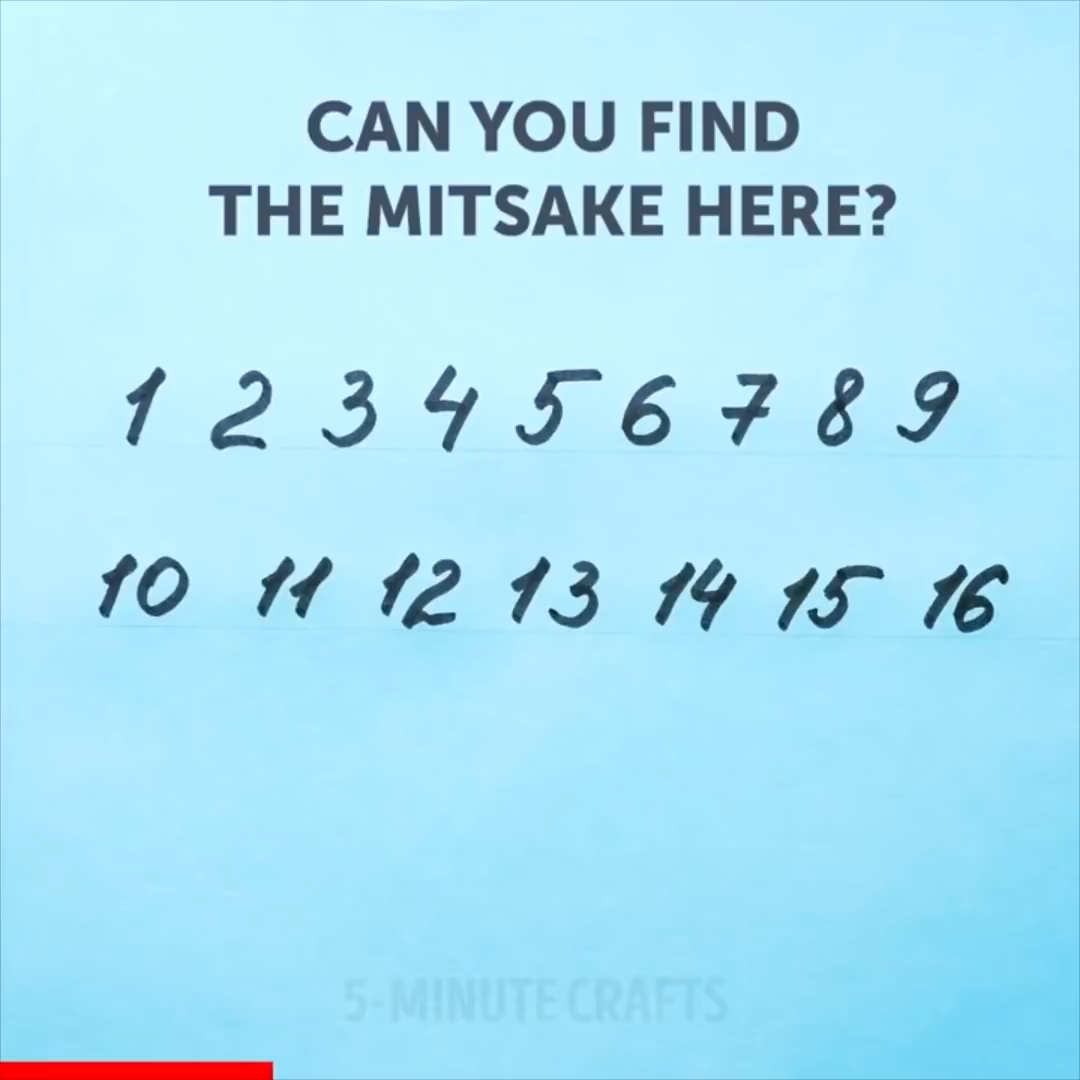 CAN YOU FIND
THE MITSAKE HERE?
1 2 3 4 5 6 7 8 9
10 11 12 13 14 15 16
5-MINUTE CRAFTS